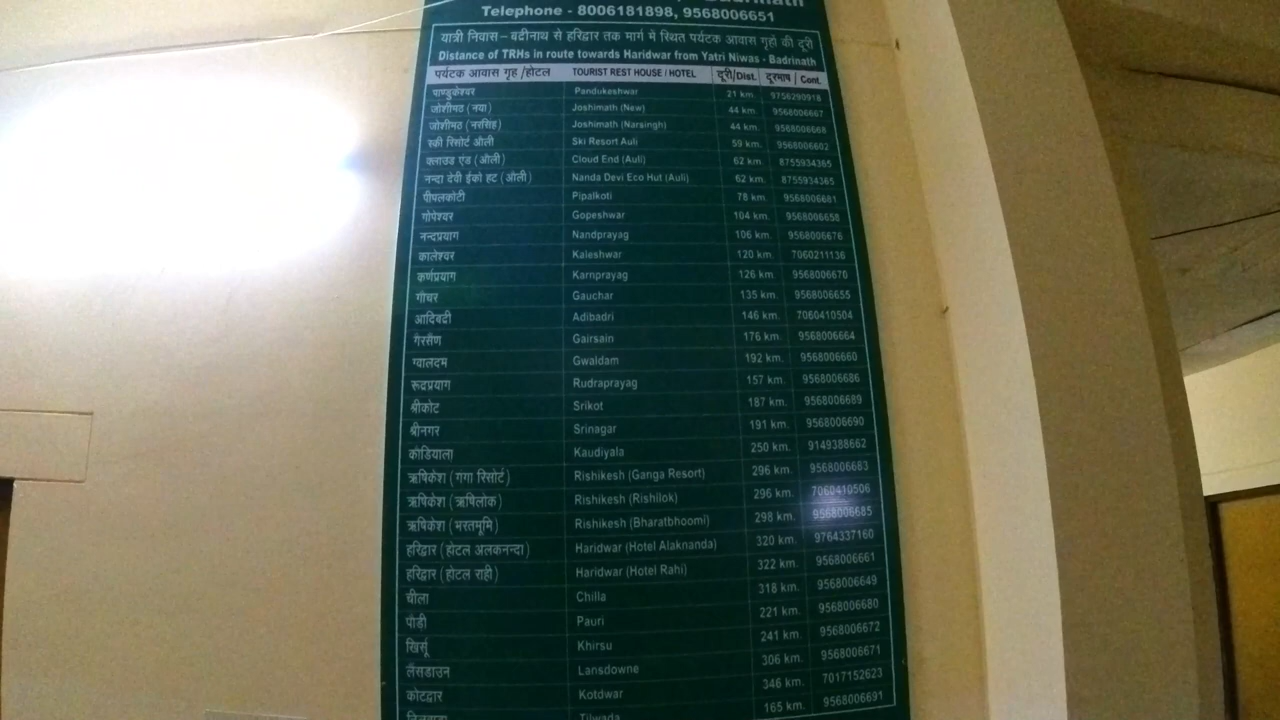 Telephone - 8006181898, 9568006651
यात्री निवास – बद्रीनाथ से हरिद्वार तक मार्ग मे स्थित पर्यटक आवास गृहो की दूरी
Distance of TRHs in route towards Haridwar from Yatri Niwas - Badrinath
पर्यटक आवास गृह /होटल TOURIST REST HOUSE / HOTEL दूरी/Dist. दूरभाष / Cont.
पाण्डुकेश्वर Pandukeshwar 21 km. 9756290918
जोशीमठ (नया) Joshimath (New) 44 km. 9568006667
जोशीमठ (नरसिंह) Joshimath (Narsingh) 44 km. 9568006668
स्की रिसोर्ट औली Ski Resort Auli 59 km. 9568006602
क्लाउड एंड (औली) Cloud End (Auli) 62 km. 8755934365
नन्दा देवी ईको हट (औली) Nanda Devi Eco Hut (Auli) 62 km. 8755934365
पीपलकोटी Pipalkoti 78 km. 9568006681
गोपेश्वर Gopeshwar 104 km. 9568006658
नन्दप्रयाग Nandprayag 106 km. 9568006676
कालेश्वर Kaleshwar 120 km. 7060211136
कर्णप्रयाग Karnprayag 126 km. 9568006670
गौचर Gauchar 135 km. 9568006655
आदिबद्री Adibadri 146 km. 7060410504
गैरसैंण Gairsain 176 km. 9568006664
ग्वालदम Gwaldam 192 km. 9568006660
रूद्रप्रयाग Rudraprayag 157 km. 9568006686
श्रीकोट Srikot 187 km. 9568006689
श्रीनगर Srinagar 191 km. 9568006690
कौडियाला Kaudiyala 250 km. 9149388662
ऋषिकेश (गंगा रिसोर्ट) Rishikesh (Ganga Resort) 296 km. 9568006683
ऋषिकेश (ऋषिलोक) Rishikesh (Rishilok) 296 km. 7060410506
ऋषिकेश (भरतभूमि) Rishikesh (Bharatbhoomi) 298 km. 9568006685
हरिद्वार (होटल अलकनन्दा) Haridwar (Hotel Alaknanda) 320 km. 9764337160
हरिद्वार (होटल राही) Haridwar (Hotel Rahi) 322 km. 9568006661
चीला Chilla 318 km. 9568006649
पौड़ी Pauri 221 km. 9568006680
खिर्सू Khirsu 241 km. 9568006672
लैंसडाउन Lansdowne 306 km. 9568006671
कोटद्वार Kotdwar 346 km. 7017152623
Tilwada 165 km. 9568006691